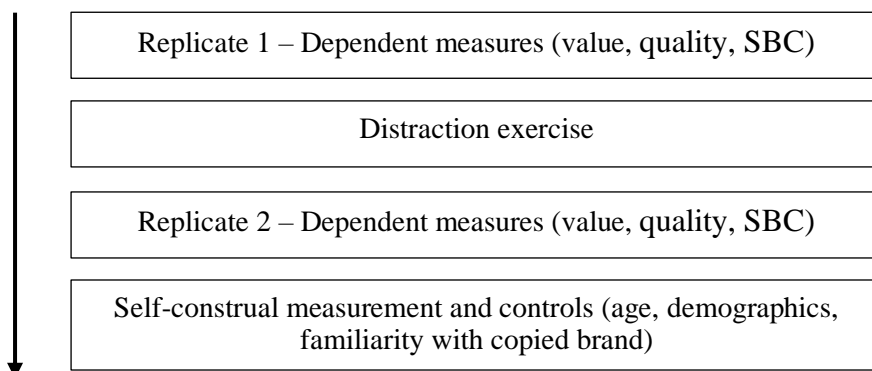 Replicate 1 – Dependent measures (value, quality, SBC)
Distraction exercise
Replicate 2 – Dependent measures (value, quality, SBC)
Self-construal measurement and controls (age, demographics,
familiarity with copied brand)